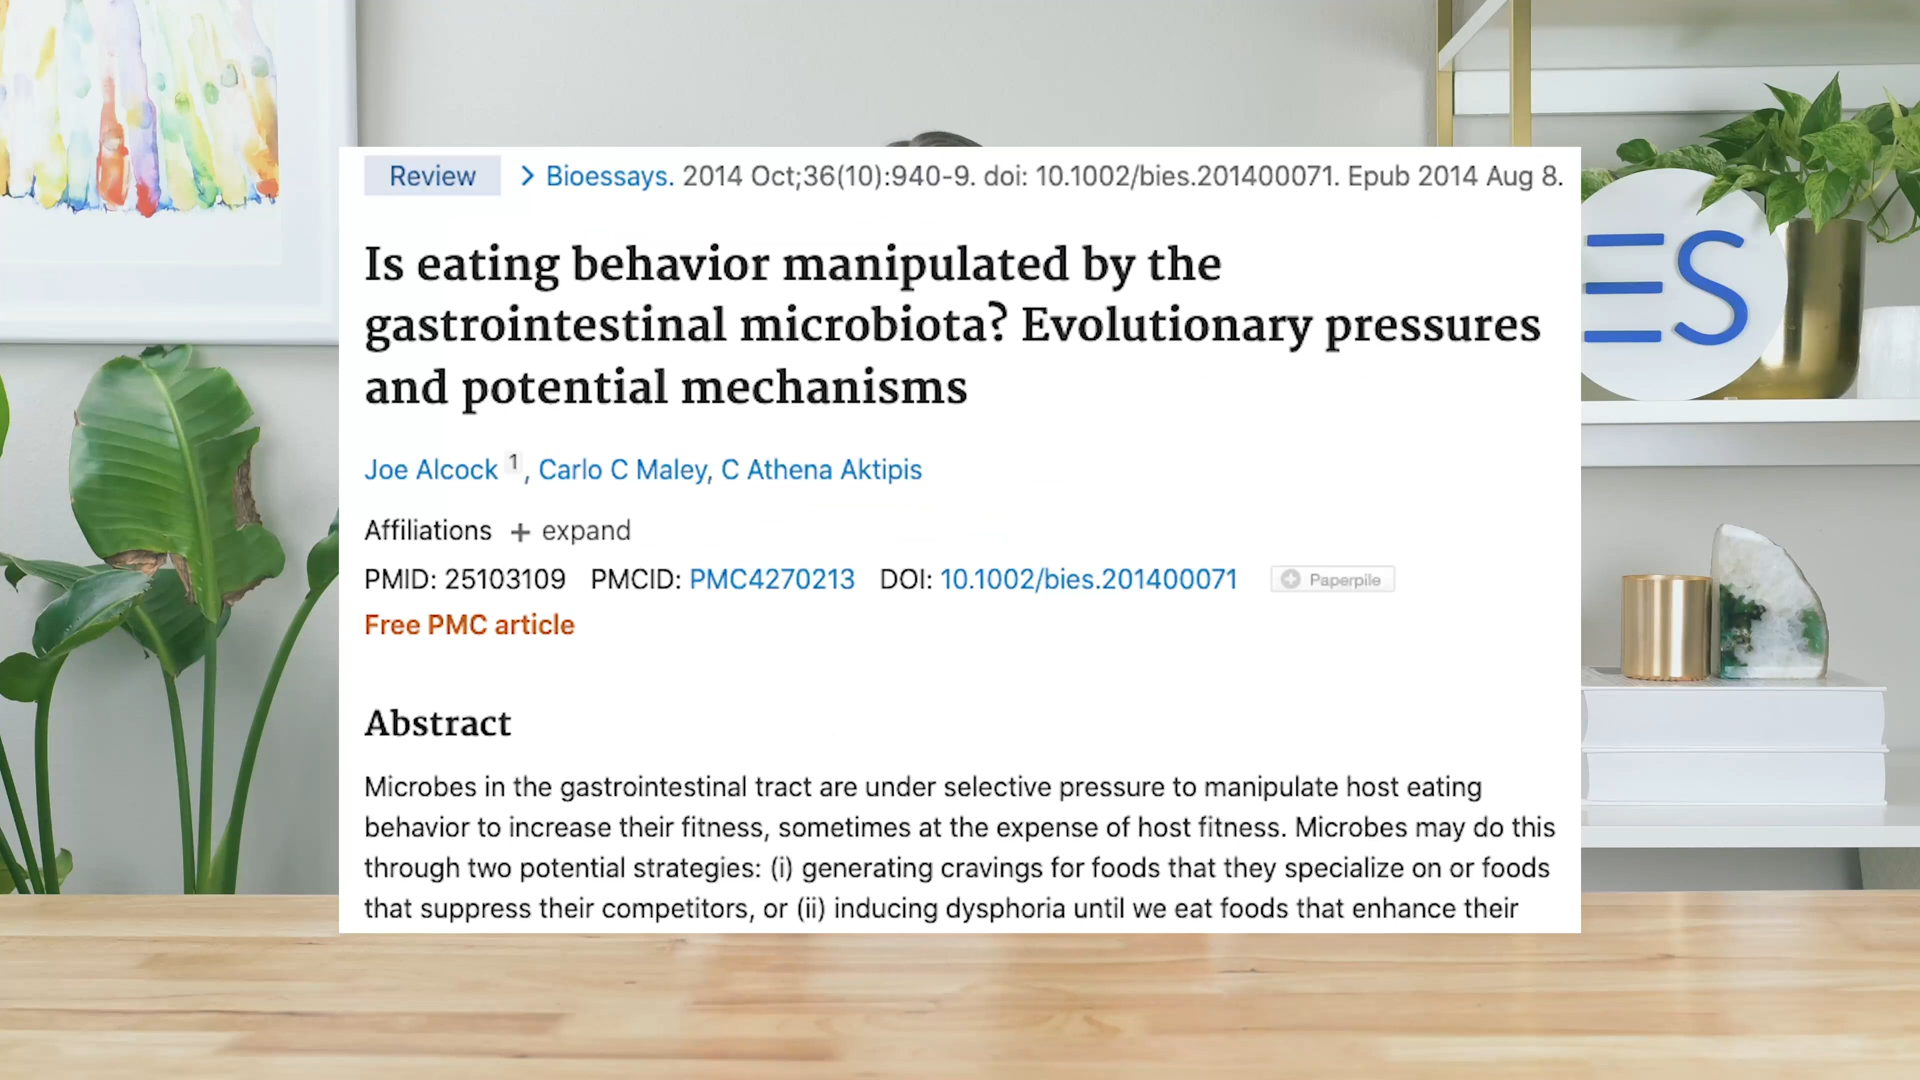 Review > Bioessays. 2014 Oct;36(10):940-9. doi: 10.1002/bies.201400071. Epub 2014 Aug 8.
Is eating behavior manipulated by the
gastrointestinal microbiota? Evolutionary pressures
and potential mechanisms
Joe Alcock 1, Carlo C Maley, C Athena Aktipis
Affiliations + expand
PMID: 25103109 PMCID: PMC4270213 DOI: 10.1002/bies.201400071 Paperpile
Free PMC article
Abstract
Microbes in the gastrointestinal tract are under selective pressure to manipulate host eating
behavior to increase their fitness, sometimes at the expense of host fitness. Microbes may do this
through two potential strategies: (i) generating cravings for foods that they specialize on or foods
that suppress their competitors, or (ii) inducing dysphoria until we eat foods that enhance their
ES